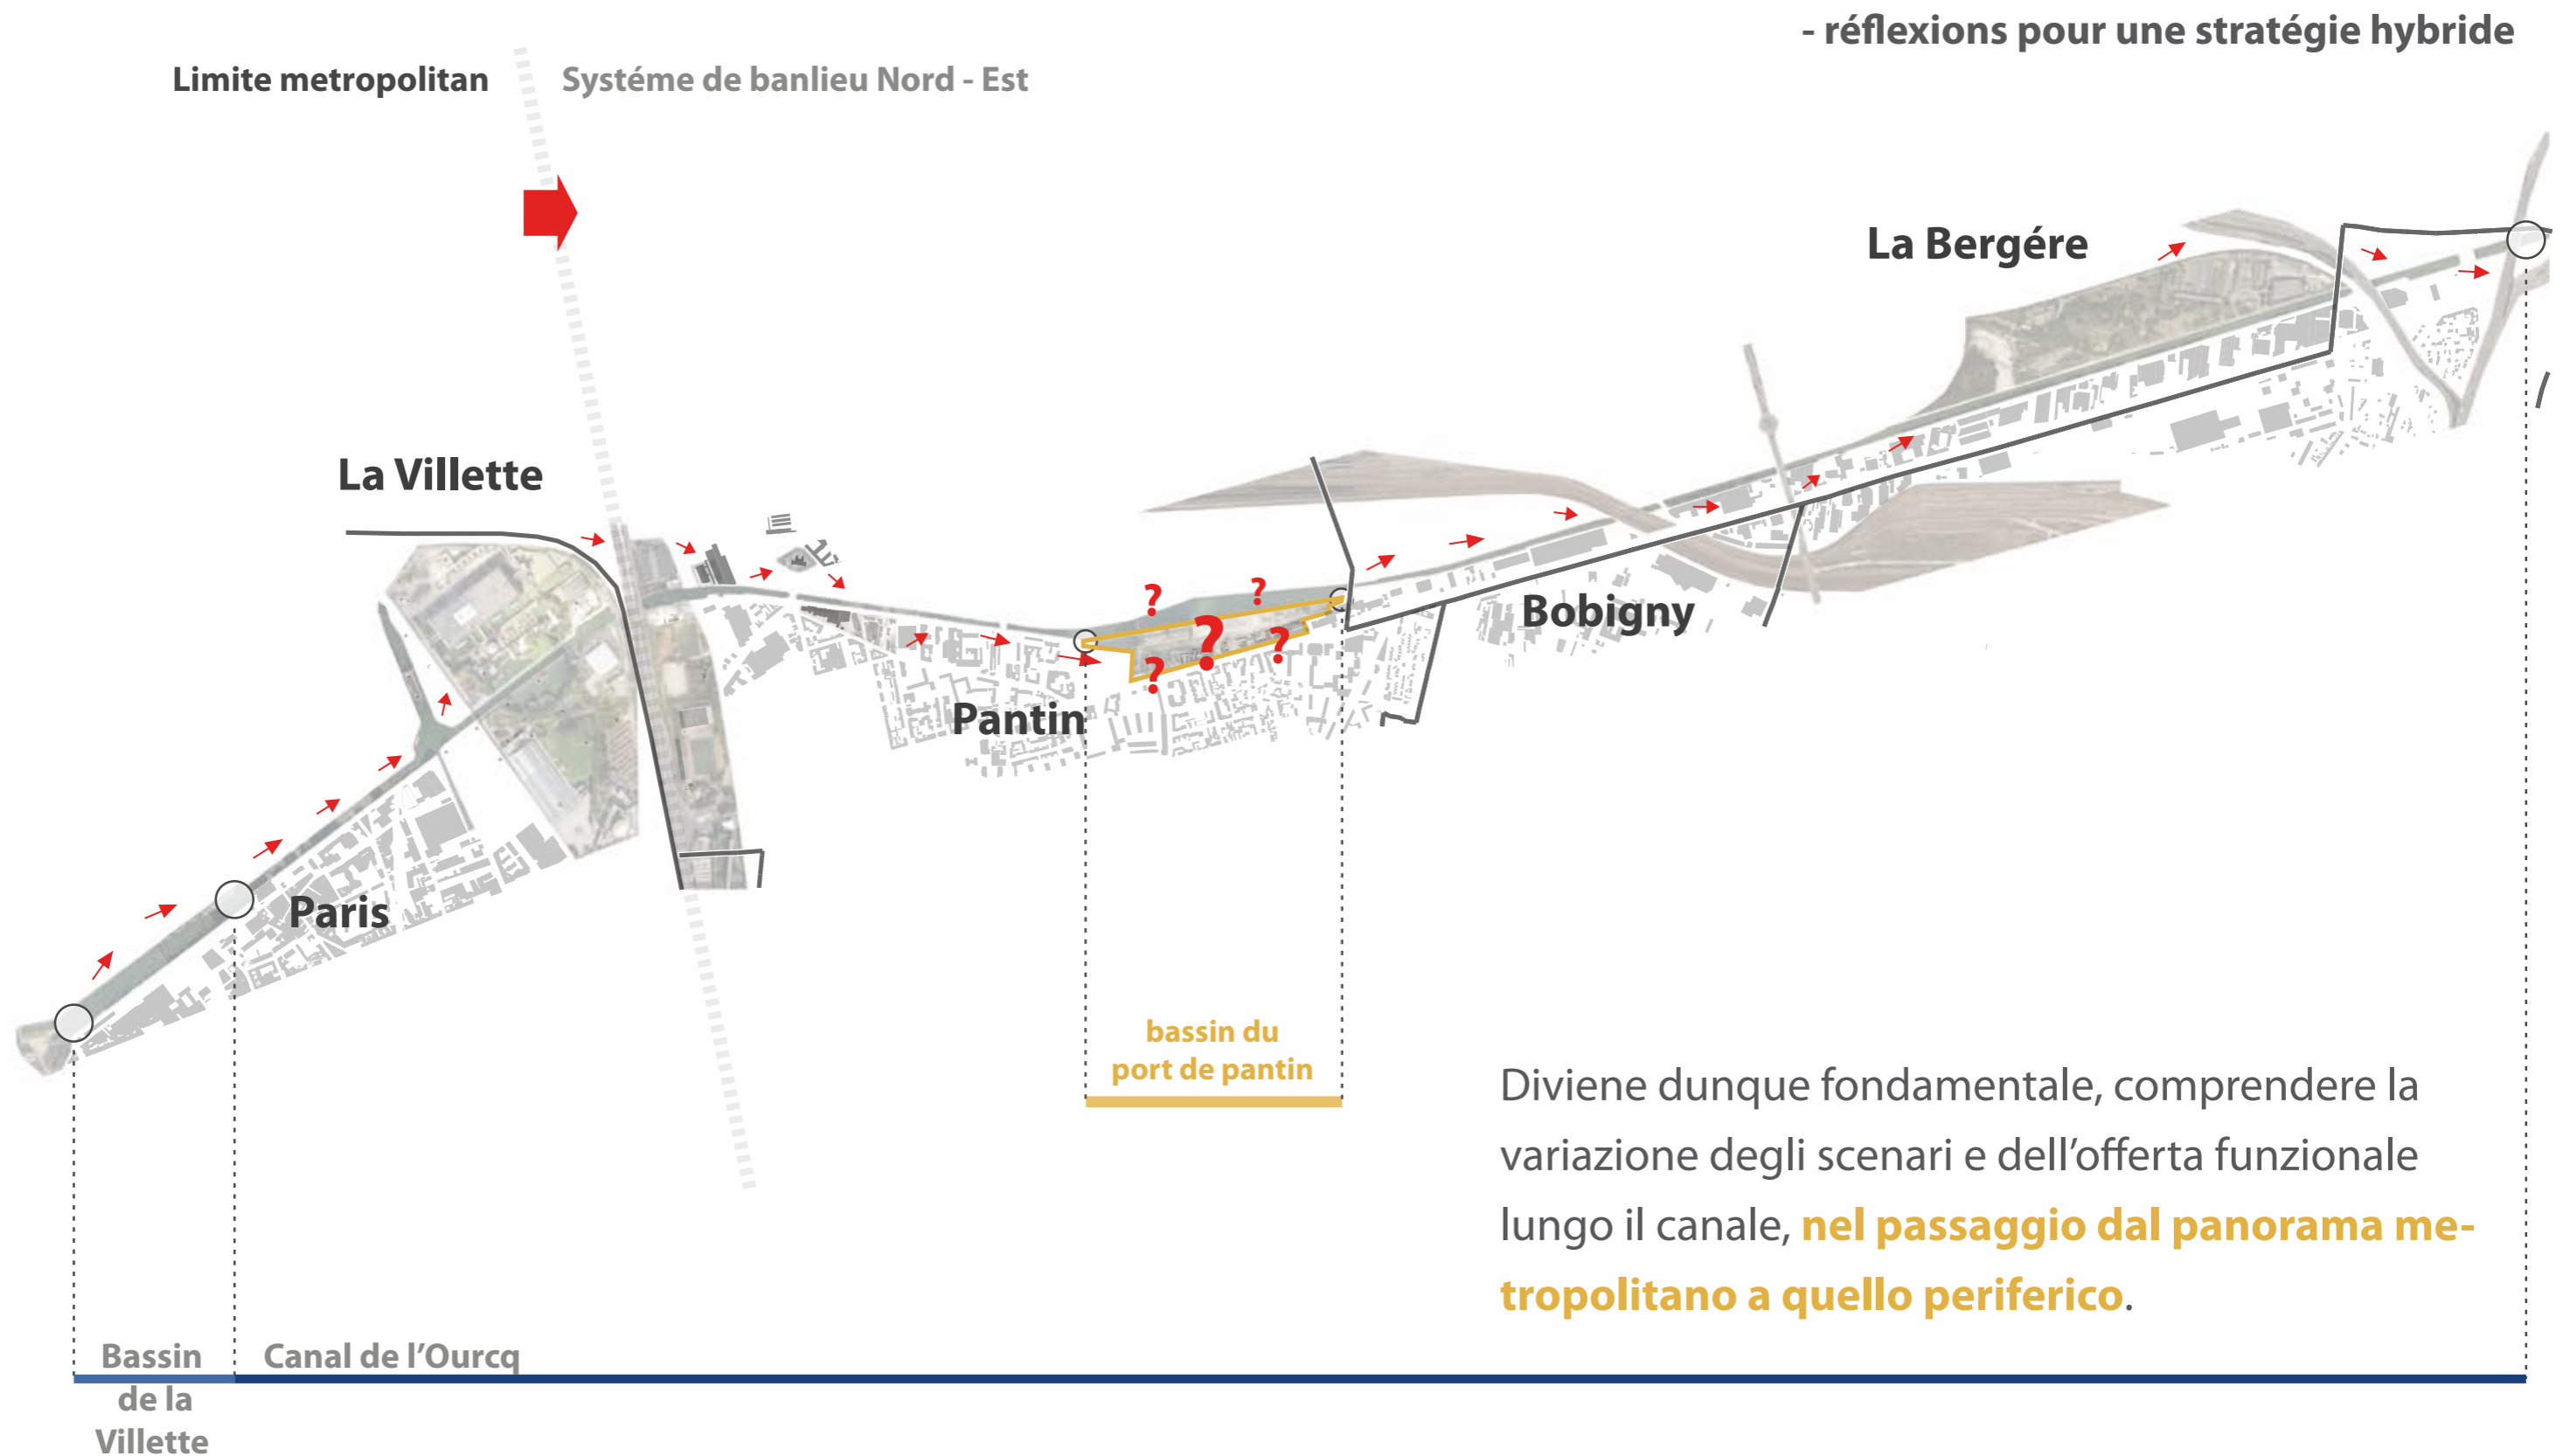 - réflexions pour une stratégie hybride
Limite metropolitan
Systéme de banlieu Nord - Est
La Bergére
La Villette
?
?
?
?
?
Bobigny
Pantin
Paris
bassin du
port de pantin
Diviene dunque fondamentale, comprendere la
variazione degli scenari e dell'offerta funzionale
lungo il canale, nel passaggio dal panorama me-
tropolitano a quello periferico.
Bassin
de la
Villette
Canal de l'Ourcq